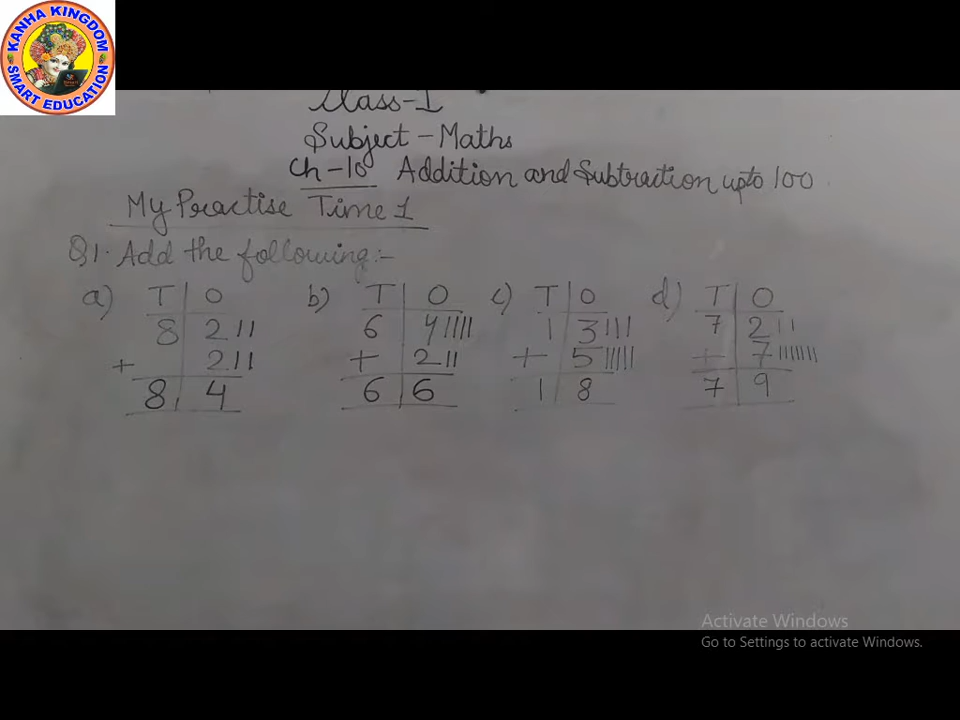 KANHA KINGDOM
SMART EDUCATION
Class-I
Subject - Maths
Ch-10 Addition and Subtraction upto 100
My Practise Time 1
Q1. Add the following:-
a) T O b) T O c) T O d) T O
8 2 || 6 4 |||| 1 3 ||| 7 2 ||
+ 2 || + 2 || + 5 ||||| + 7 |||||||
8 4 6 6 1 8 7 9
Activate Windows
Go to Settings to activate Windows.